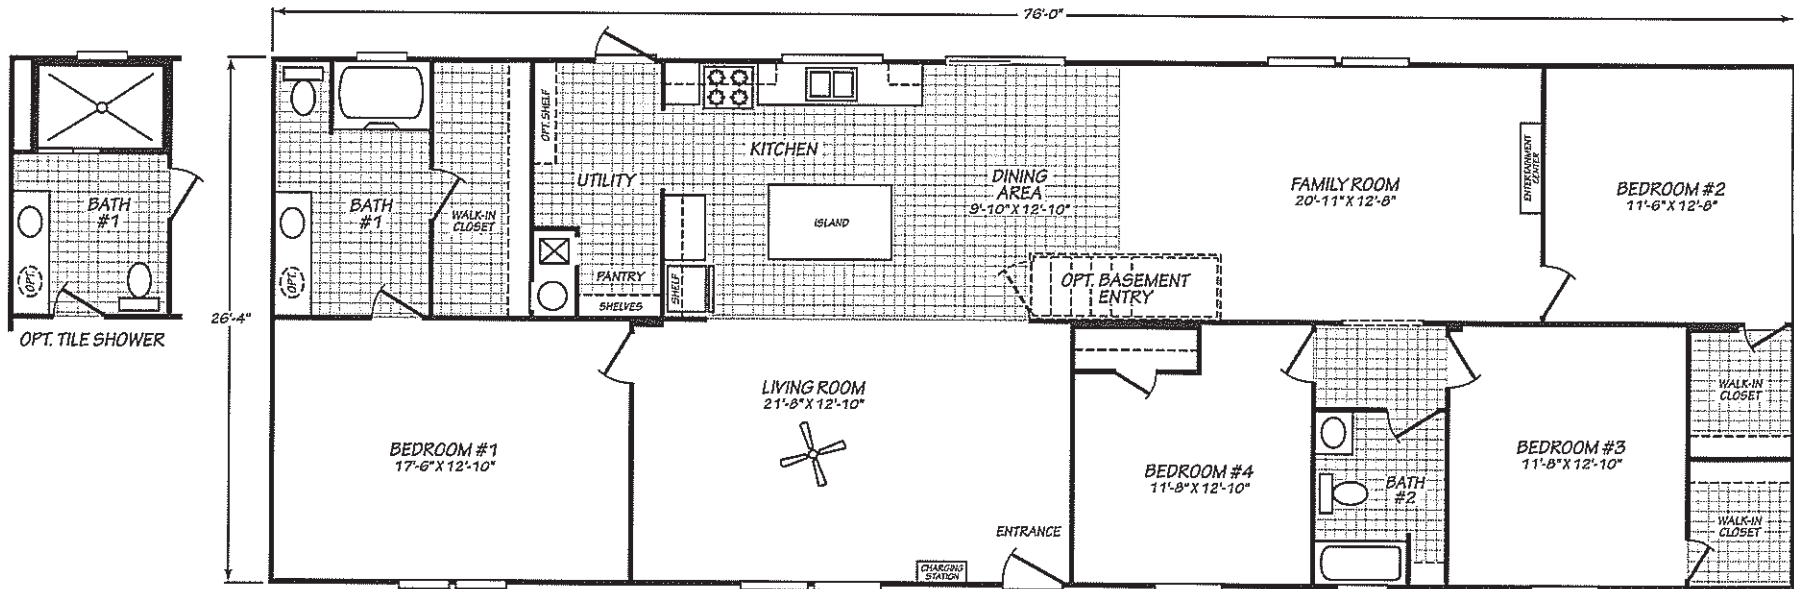 76'-0"
BATH
#1
OPT.
OPT. TILE SHOWER
26'-4"
BATH
#1
OPT.
WALK-IN
CLOSET
OPT. SHELF
UTILITY
PANTRY
SHELVES
SHELF
KITCHEN
ISLAND
DINING
AREA
9'-10" X 12'-10"
OPT. BASEMENT
ENTRY
FAMILY ROOM
20'-11" X 12'-8"
ENTERTAINMENT
CENTER
BEDROOM #2
11'-6" X 12'-8"
BEDROOM #1
17'-6" X 12'-10"
LIVING ROOM
21'-8" X 12'-10"
ENTRANCE
CHARGING
STATION
BEDROOM #4
11'-8" X 12'-10"
BATH
#2
BEDROOM #3
11'-8" X 12'-10"
WALK-IN
CLOSET
WALK-IN
CLOSET